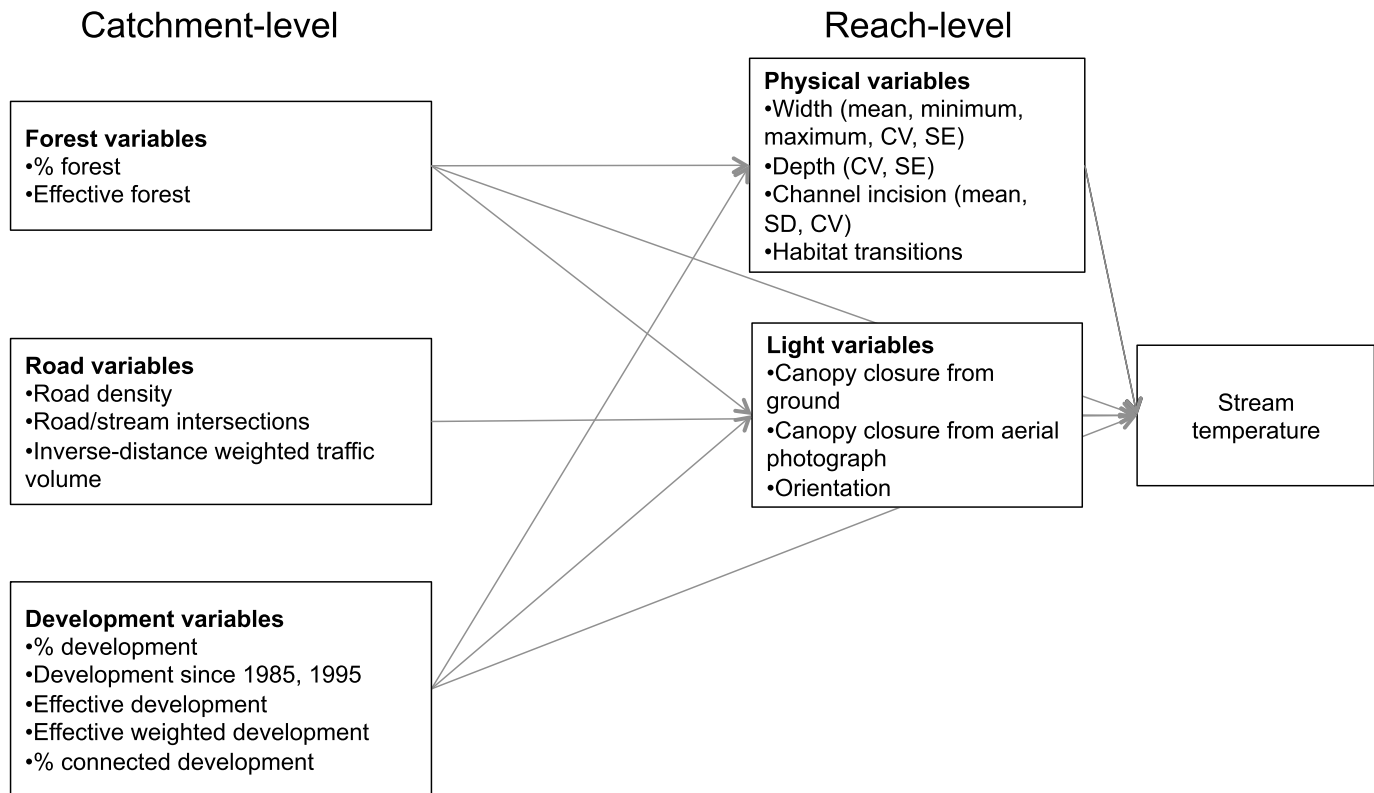 Catchment-level
Reach-level
Forest variables
•% forest
•Effective forest
Road variables
•Road density
•Road/stream intersections
•Inverse-distance weighted traffic
volume
Development variables
•% development
•Development since 1985, 1995
•Effective development
•Effective weighted development
•% connected development
Physical variables
•Width (mean, minimum,
maximum, CV, SE)
•Depth (CV, SE)
•Channel incision (mean,
SD, CV)
•Habitat transitions
Light variables
•Canopy closure from
ground
•Canopy closure from aerial
photograph
•Orientation
Stream
temperature